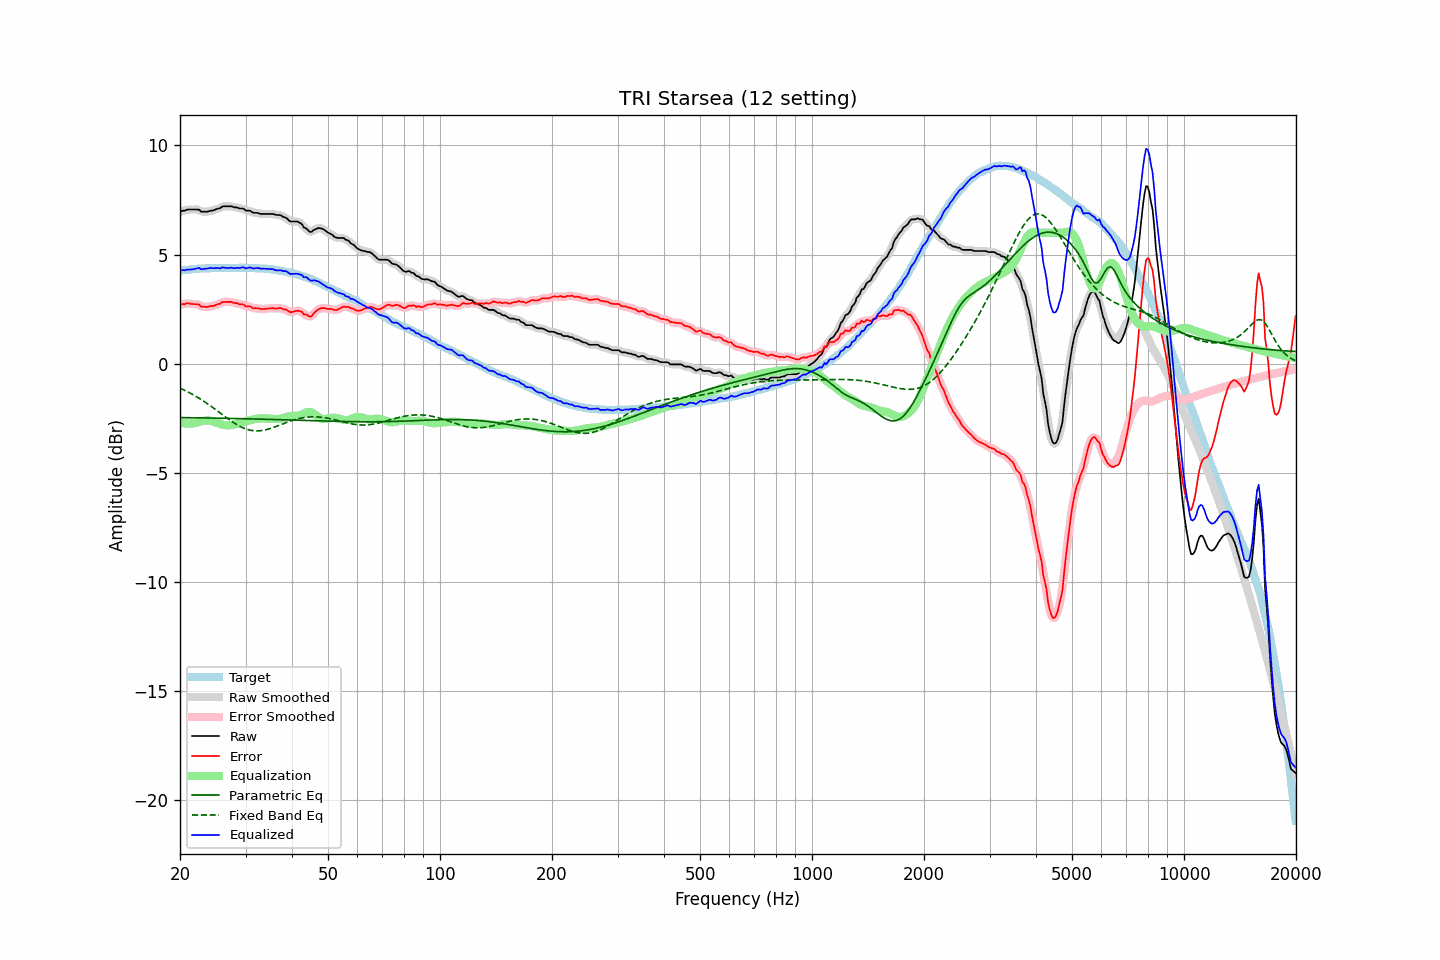 TRI Starsea (12 setting)
Amplitude (dBr)
10
5
0
−5
−10
−15
−20
Target
Raw Smoothed
Error Smoothed
Raw
Error
Equalization
Parametric Eq
Fixed Band Eq
Equalized
20 50 100 200 500 1000 2000 5000 10000 20000
Frequency (Hz)